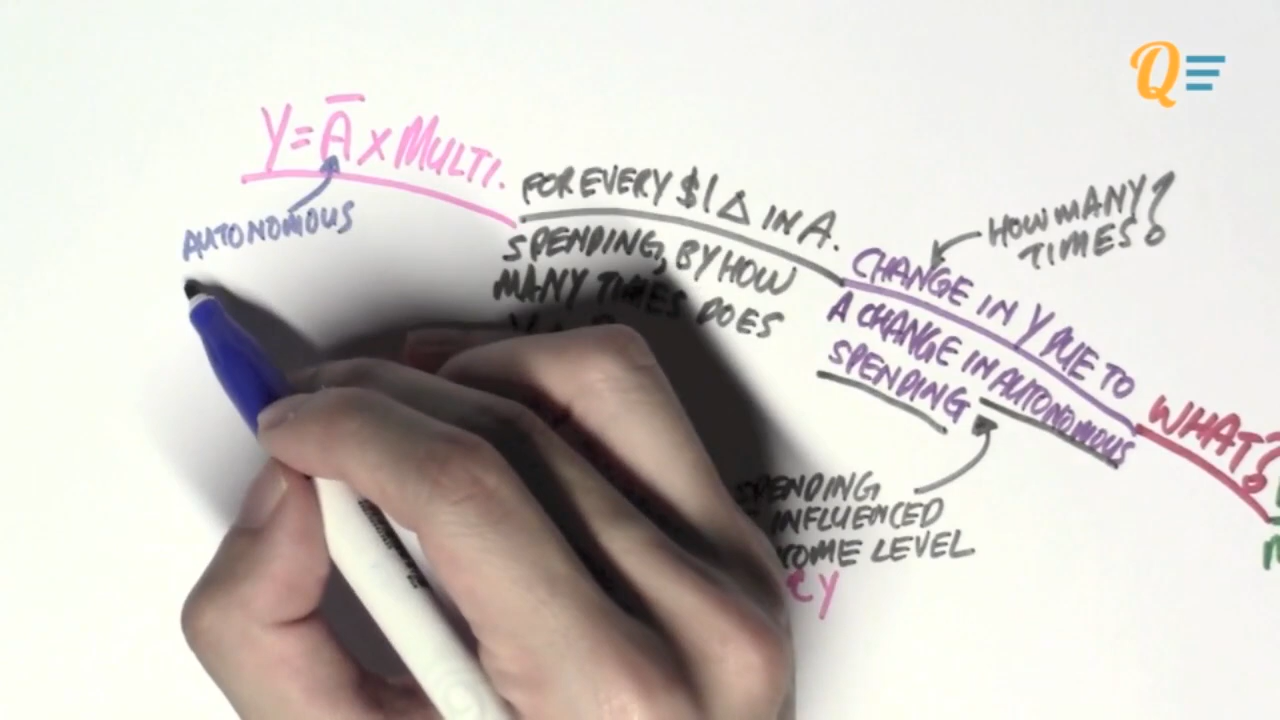 Y = Ā x MULTI.
AUTONOMOUS
FOR EVERY $1 Δ IN A.
SPENDING, BY HOW
MANY TIMES DOES
CHANGE IN Y DUE TO
A CHANGE IN AUTONOMOUS
SPENDING
HOW MANY
TIMES?
WHAT?
SPENDING
INFLUENCED
LEVEL
Y
Q